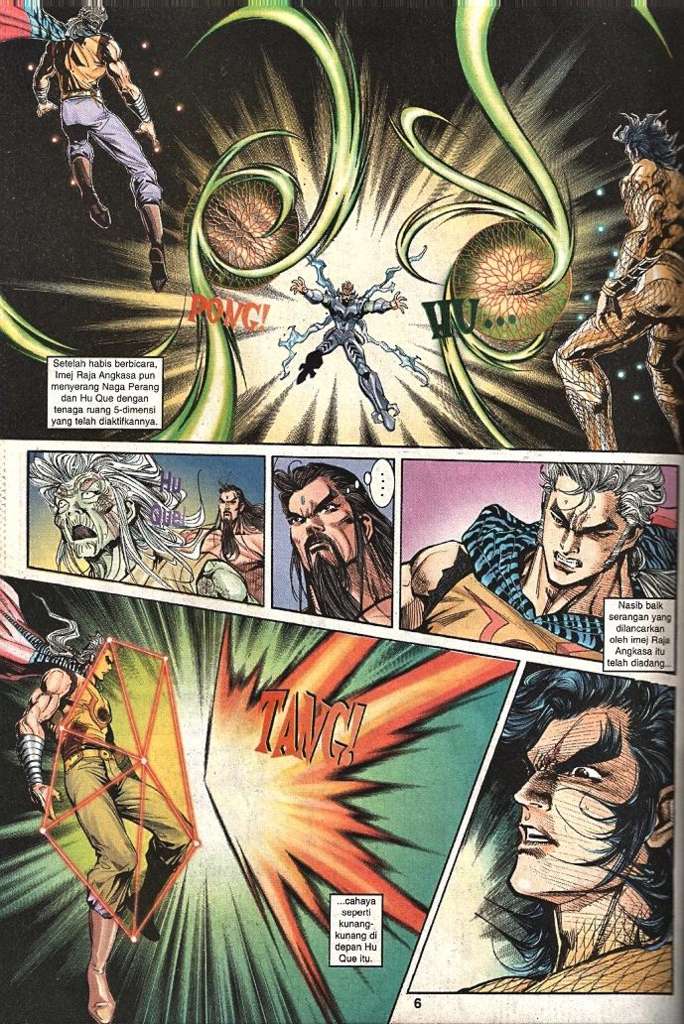 PONG!
HU...
Setelah habis berbicara,
Imej Raja Angkasa pun
menyerang Naga Perang
dan Hu Que dengan
tenaga ruang 5-dimensi
yang telah diaktifkannya.
Hu
Que!
...
Nasib baik
serangan yang
dilancarkan
oleh imej Raja
Angkasa itu
telah diadang...
TANG!
...cahaya
seperti
kunang-
kunang di
depan Hu
Que itu.
6